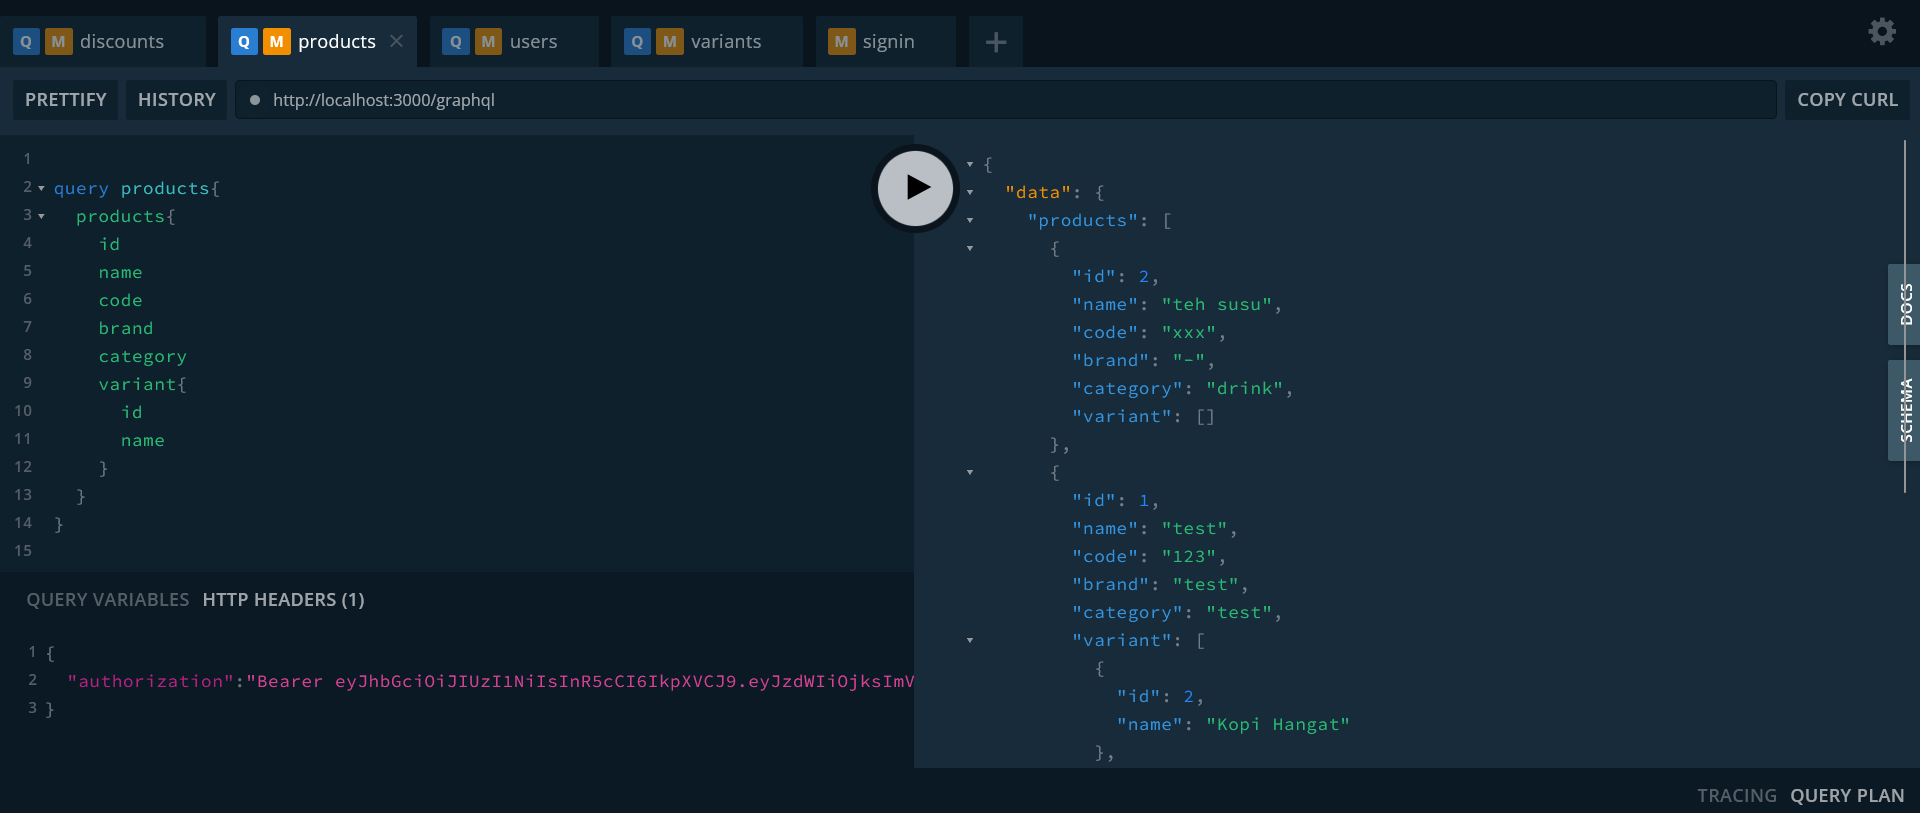 Q M discounts
Q M products ×
Q M users
Q M variants
M signin
+
PRETTIFY HISTORY http://localhost:3000/graphql COPY CURL
1
2 query products{
3   products{
4     id
5     name
6     code
7     brand
8     category
9     variant{
10       id
11       name
12     }
13   }
14 }
15
QUERY VARIABLES HTTP HEADERS (1)
1 {
2   "authorization":"Bearer eyJhbGciOiJIUzI1NiIsInR5cCI6IkpXVCJ9.eyJzdWIiOjksImV
3 }
{
  "data": {
    "products": [
      {
        "id": 2,
        "name": "teh susu",
        "code": "xxx",
        "brand": "-",
        "category": "drink",
        "variant": []
      },
      {
        "id": 1,
        "name": "test",
        "code": "123",
        "brand": "test",
        "category": "test",
        "variant": [
          {
            "id": 2,
            "name": "Kopi Hangat"
          },
DOCS
SCHEMA
TRACING QUERY PLAN